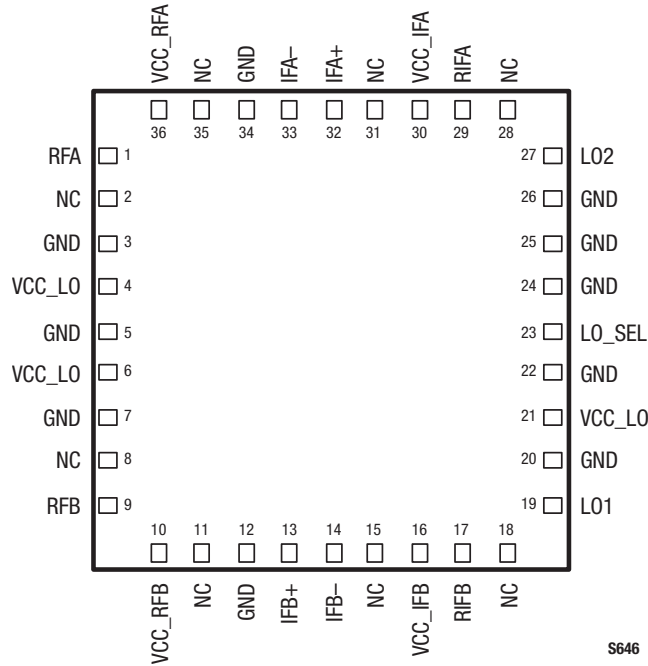 VCC_RFA NC GND IFA– IFA+ NC VCC_IFA RIFA NC
36 35 34 33 32 31 30 29 28
RFA 1 27 LO2
NC 2 26 GND
GND 3 25 GND
VCC_LO 4 24 GND
GND 5 23 LO_SEL
VCC_LO 6 22 GND
GND 7 21 VCC_LO
NC 8 20 GND
RFB 9 19 LO1
10 11 12 13 14 15 16 17 18
VCC_RFB NC GND IFB+ IFB– NC VCC_IFB RIFB NC
S646